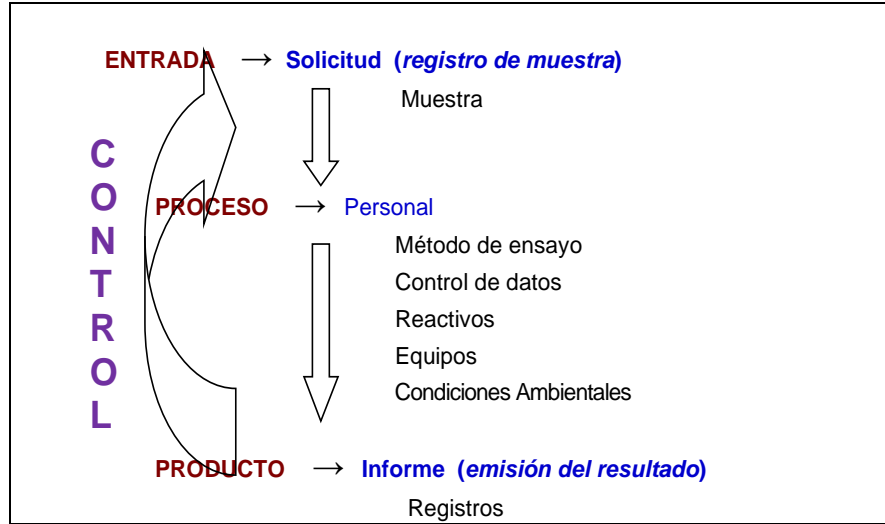 ENTRADA → Solicitud (registro de muestra)
Muestra
CONTROL
PROCESO → Personal
Método de ensayo
Control de datos
Reactivos
Equipos
Condiciones Ambientales
PRODUCTO → Informe (emisión del resultado)
Registros